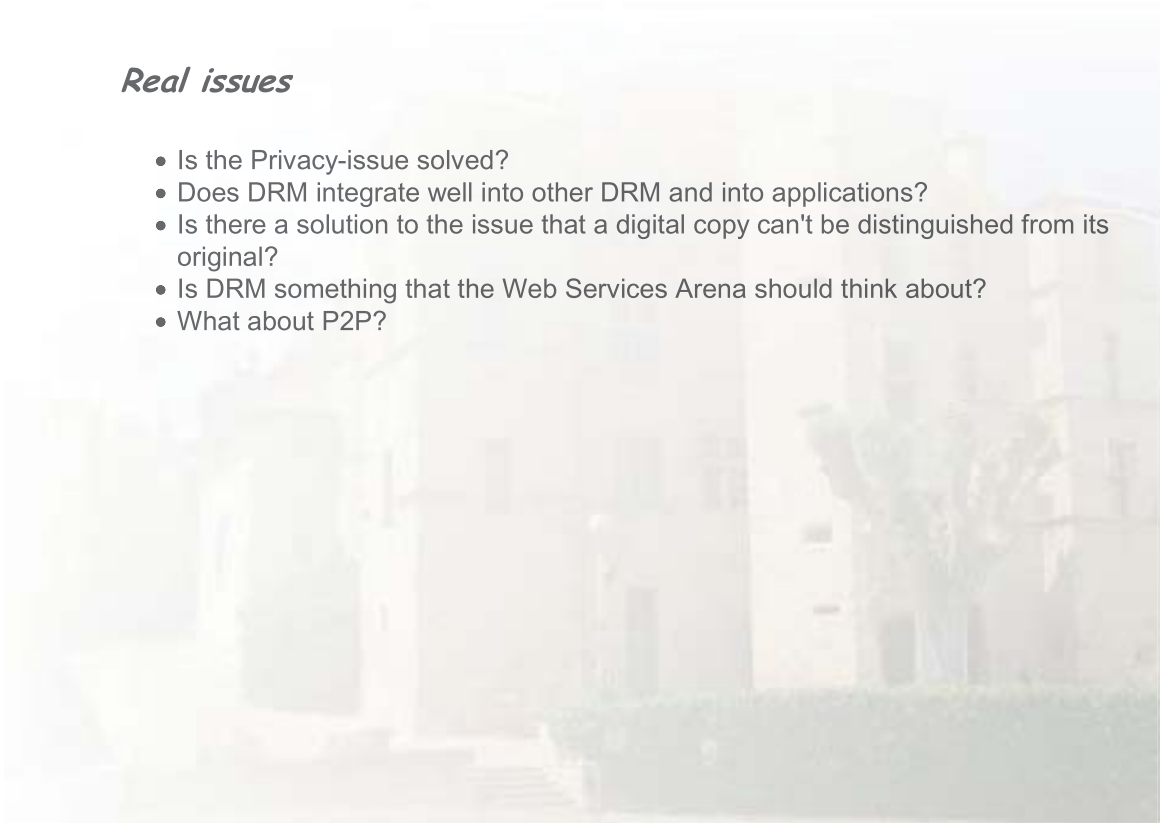 Real issues
• Is the Privacy-issue solved?
• Does DRM integrate well into other DRM and into applications?
• Is there a solution to the issue that a digital copy can't be distinguished from its
original?
• Is DRM something that the Web Services Arena should think about?
• What about P2P?